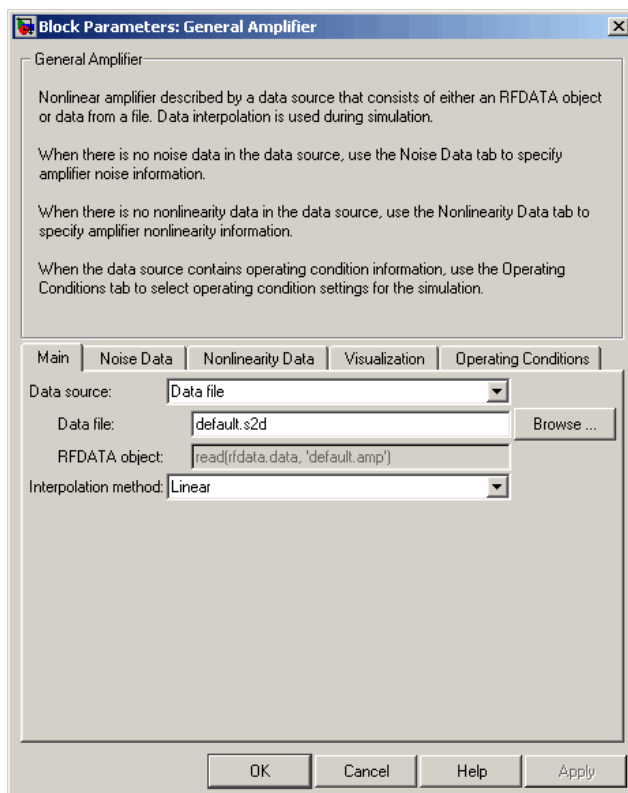 Block Parameters: General Amplifier
General Amplifier
Nonlinear amplifier described by a data source that consists of either an RFDATA object
or data from a file. Data interpolation is used during simulation.
When there is no noise data in the data source, use the Noise Data tab to specify
amplifier noise information.
When there is no nonlinearity data in the data source, use the Nonlinearity Data tab to
specify amplifier nonlinearity information.
When the data source contains operating condition information, use the Operating
Conditions tab to select operating condition settings for the simulation.
Main Noise Data Nonlinearity Data Visualization Operating Conditions
Data source: Data file
Data file: default.s2d Browse ...
RFDATA object: read(rfdata.data, 'default.amp')
Interpolation method: Linear
OK Cancel Help Apply